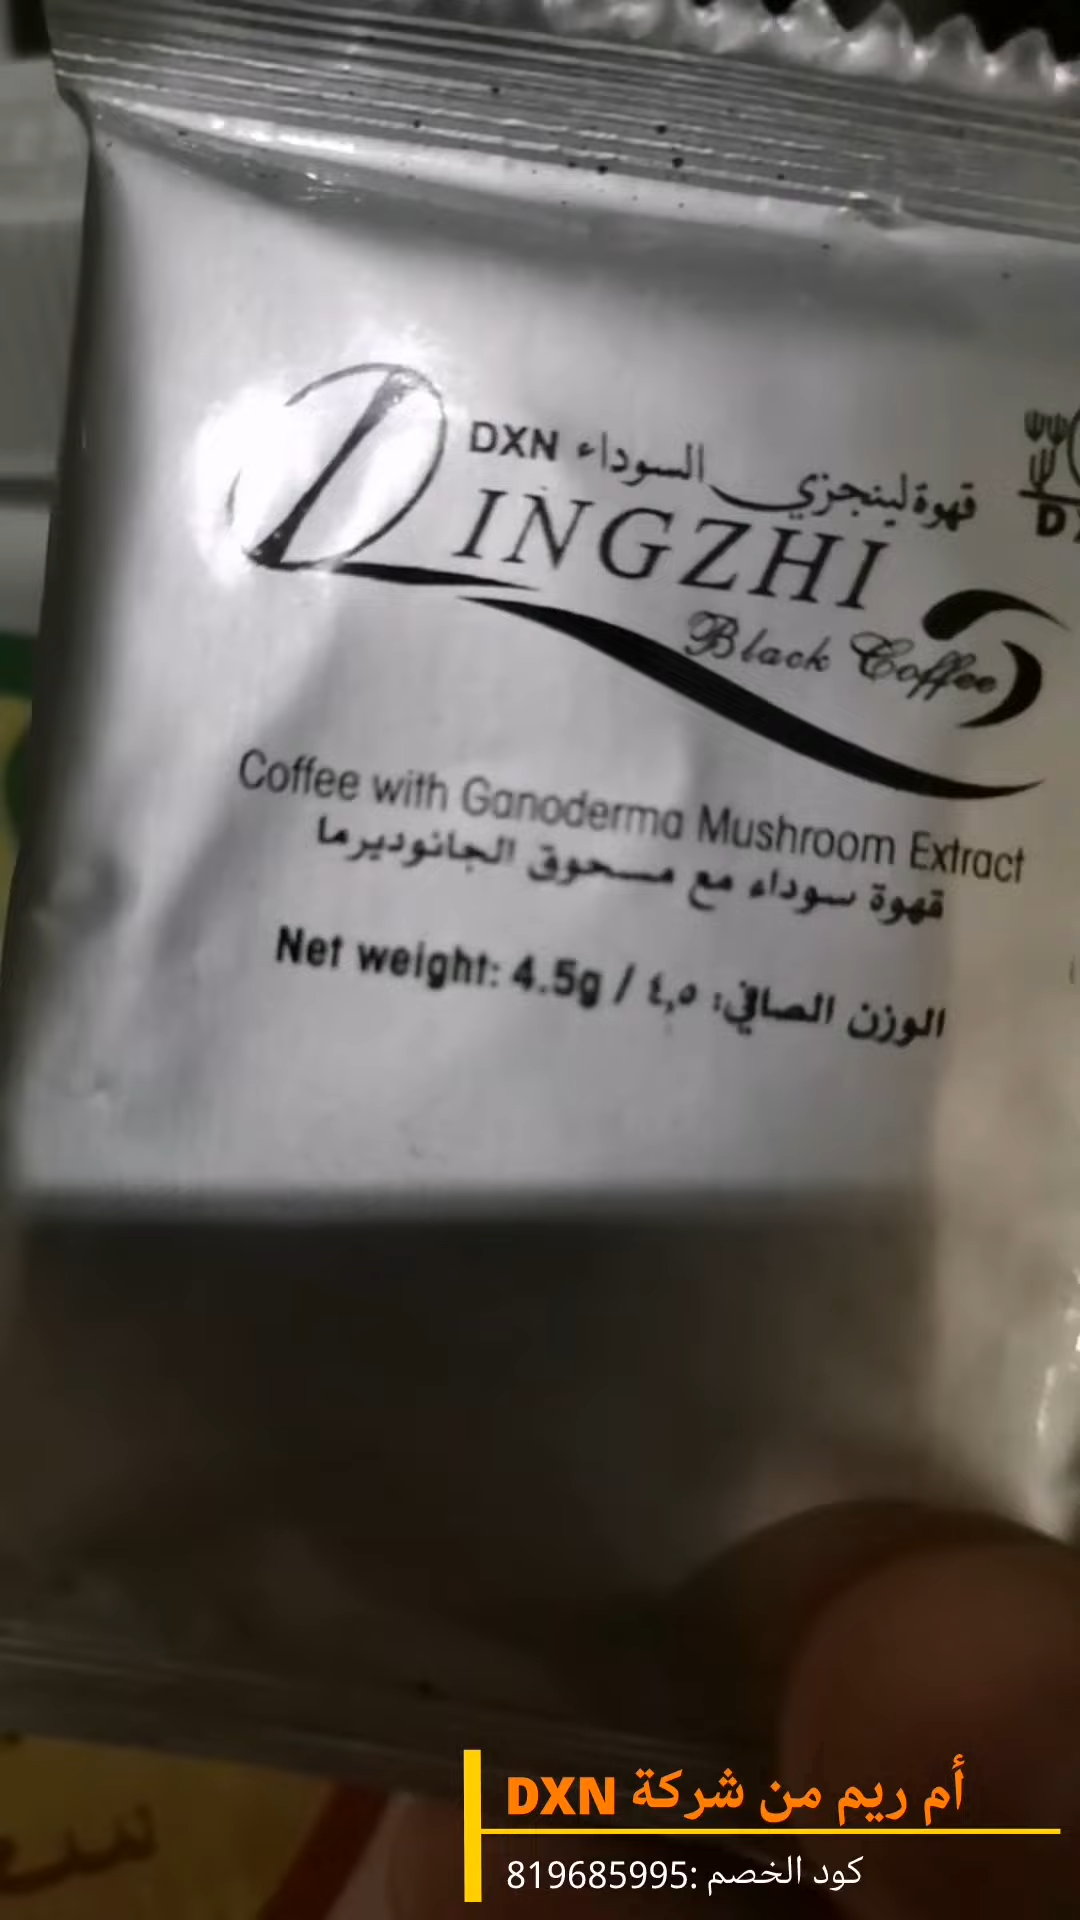 DXN قهوة لينجزي السوداء
LINGZHI
Black Coffee
Coffee with Ganoderma Mushroom Extract
قهوة سوداء مع مسحوق الجانوديرما
Net weight: 4.5g / ٤,٥ :الوزن الصافي
أم ريم من شركة DXN
كود الخصم :819685995